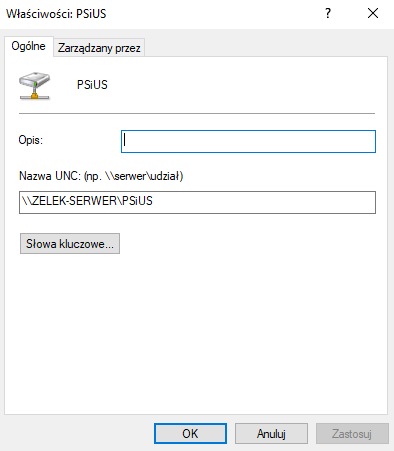 Właściwości: PSiUS
?
Ogólne
Zarządzany przez
PSiUS
Opis:
Nazwa UNC: (np. \\serwer\udział)
\\ZELEK-SERWER\PSiUS
Słowa kluczowe...
OK
Anuluj
Zastosuj